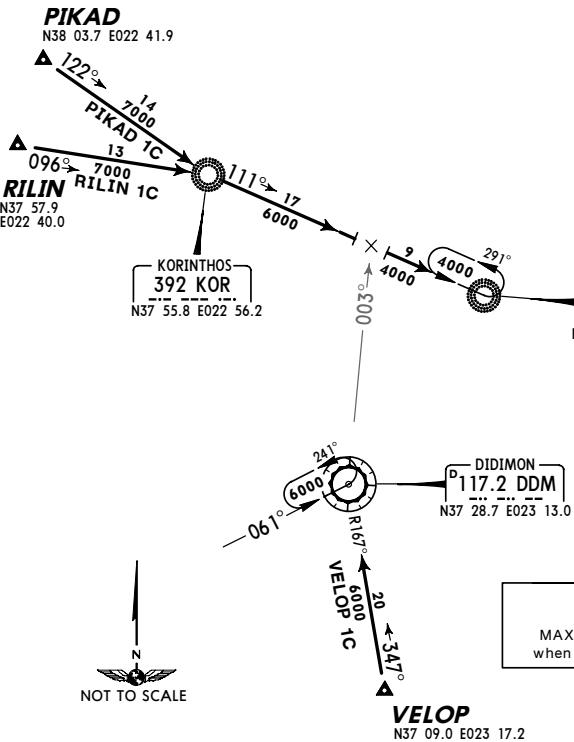 PIKAD
N38 03.7 E022 41.9
122°
14
7000
PIKAD 1C
13
096°
7000
RILIN 1C
RILIN
N37 57.9
E022 40.0
111°
17
6000
9
4000
4000
291°
KORINTHOS
392 KOR
N37 55.8 E022 56.2
003°
241°
6000
061°
R167°
DIDIMON
D 117.2 DDM
N37 28.7 E023 13.0
VELOP 1C
6000
20
347°
MAX
when
N
NOT TO SCALE
VELOP
N37 09.0 E023 17.2